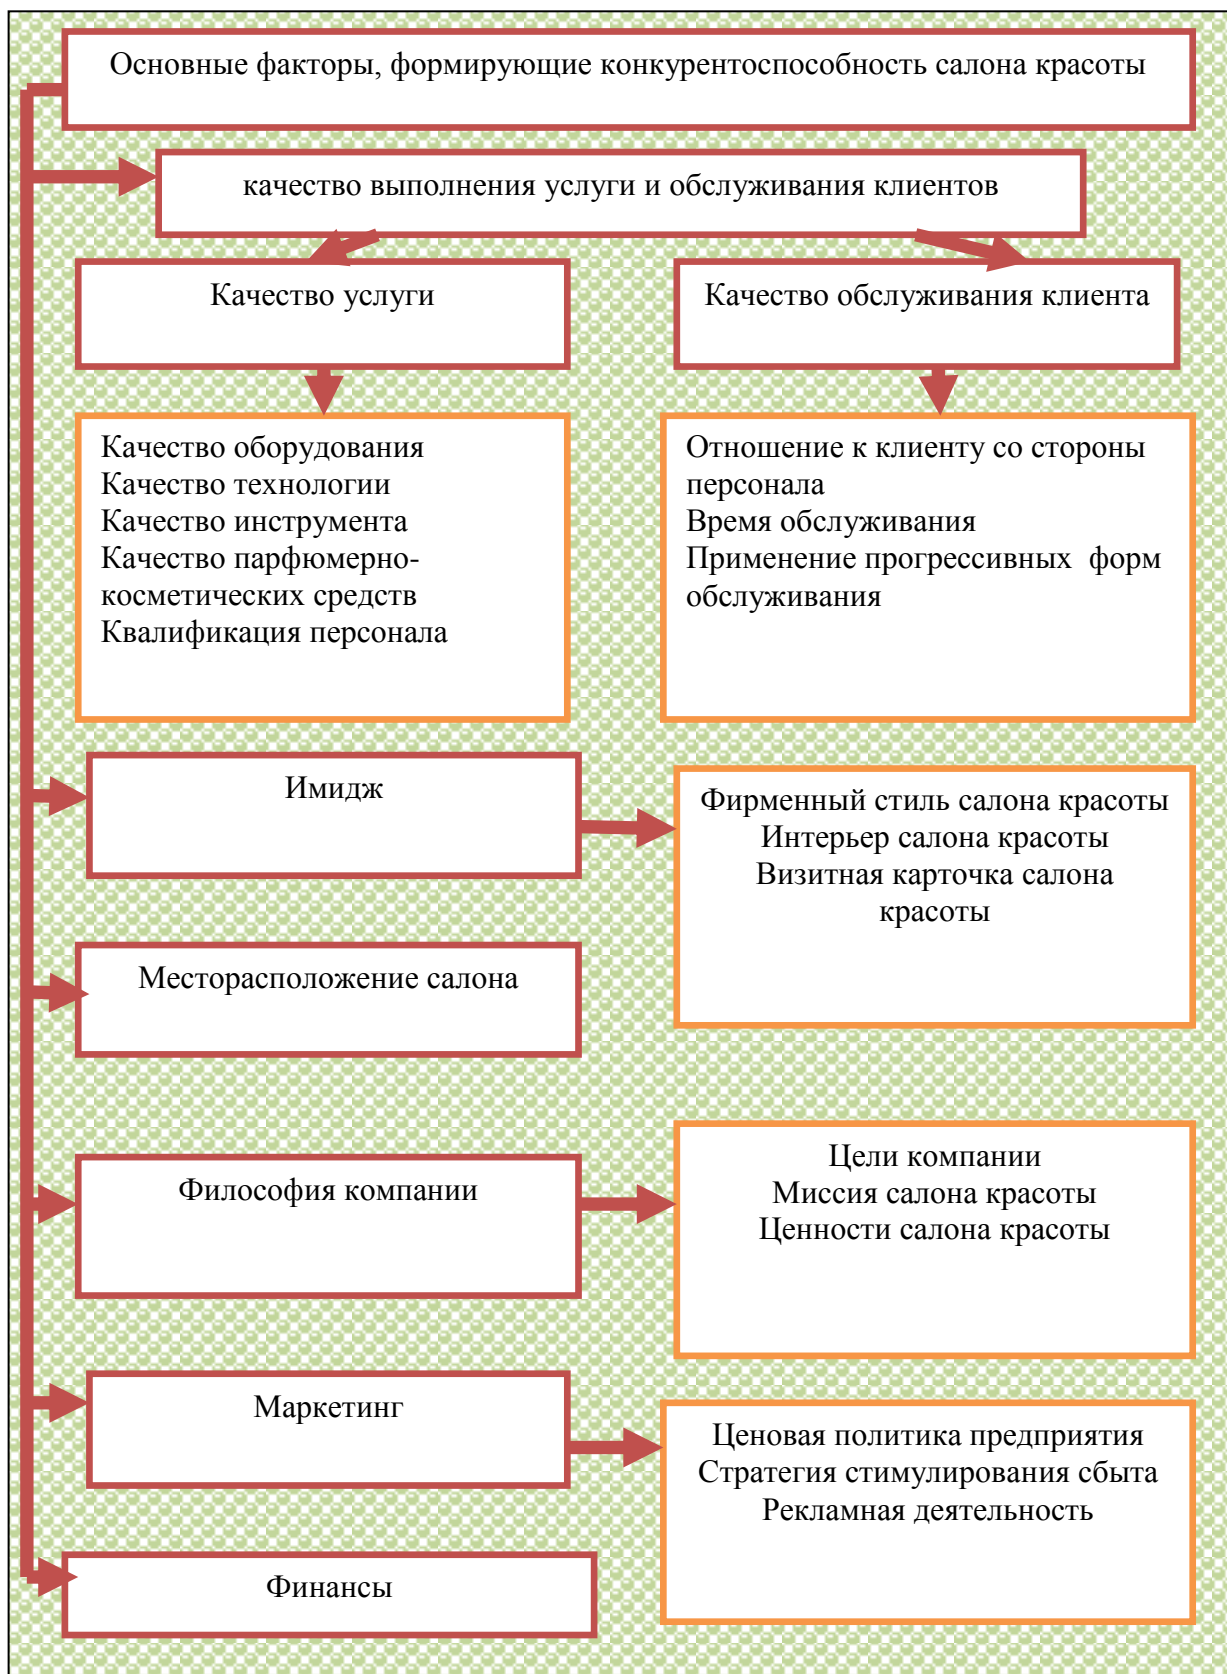 Основные факторы, формирующие конкурентоспособность салона красоты
качество выполнения услуги и обслуживания клиентов
Качество услуги
Качество обслуживания клиента
Качество оборудования
Качество технологии
Качество инструмента
Качество парфюмерно-
косметических средств
Квалификация персонала
Отношение к клиенту со стороны
персонала
Время обслуживания
Применение прогрессивных  форм
обслуживания
Имидж
Фирменный стиль салона красоты
Интерьер салона красоты
Визитная карточка салона
красоты
Месторасположение салона
Философия компании
Цели компании
Миссия салона красоты
Ценности салона красоты
Маркетинг
Ценовая политика предприятия
Стратегия стимулирования сбыта
Рекламная деятельность
Финансы